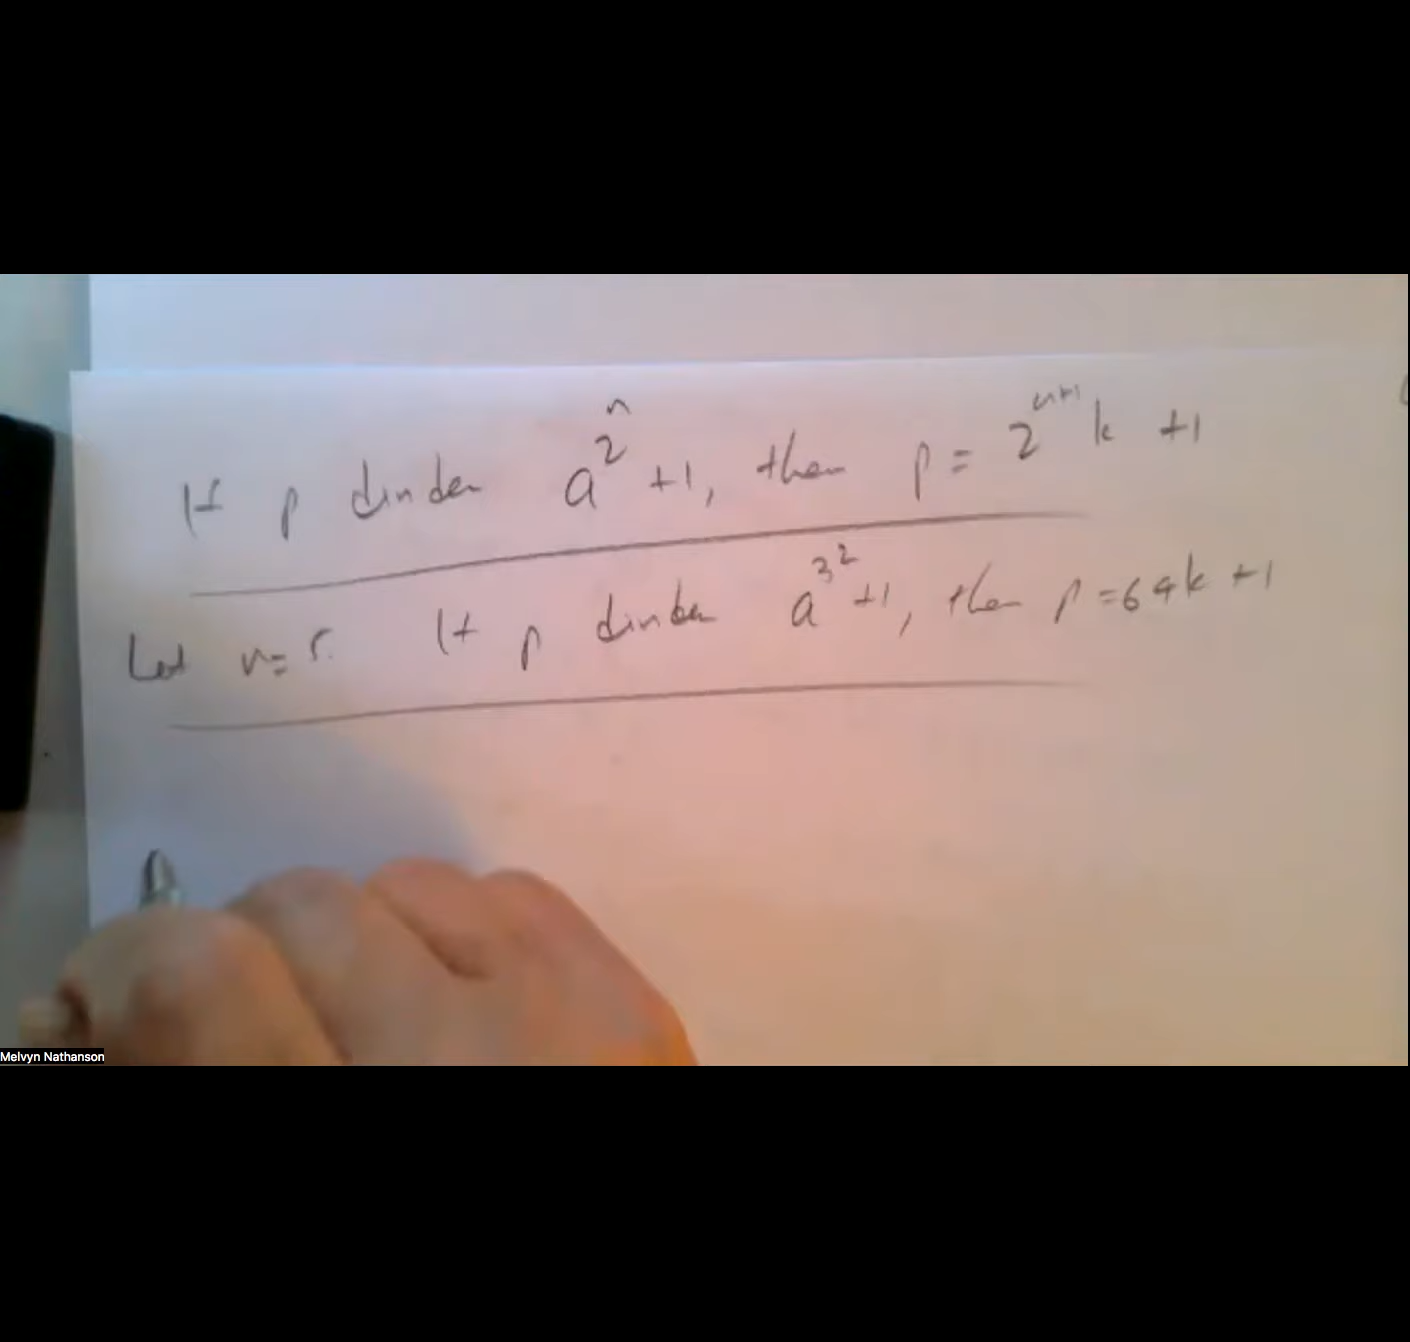 If p divides a^{2^n} +1, then p = 2^{n+1} k +1
Let n=5. If p divides a^{32} +1, then p =64k +1
Melvyn Nathanson